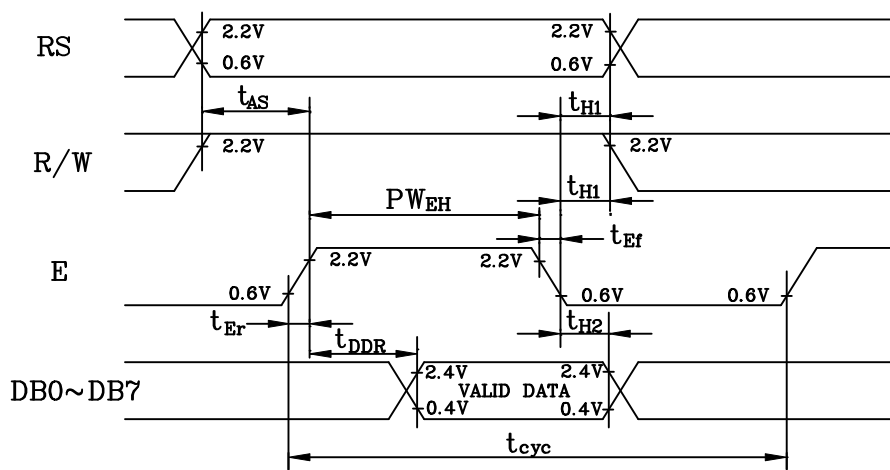 RS 2.2V 2.2V
0.6V 0.6V
tAS tH1
R/W 2.2V 2.2V
PWEH tH1
tEf
E 2.2V 2.2V
0.6V 0.6V 0.6V
tEr tH2
tDDR
DB0~DB7 2.4V VALID DATA 2.4V
0.4V 0.4V
tcyc